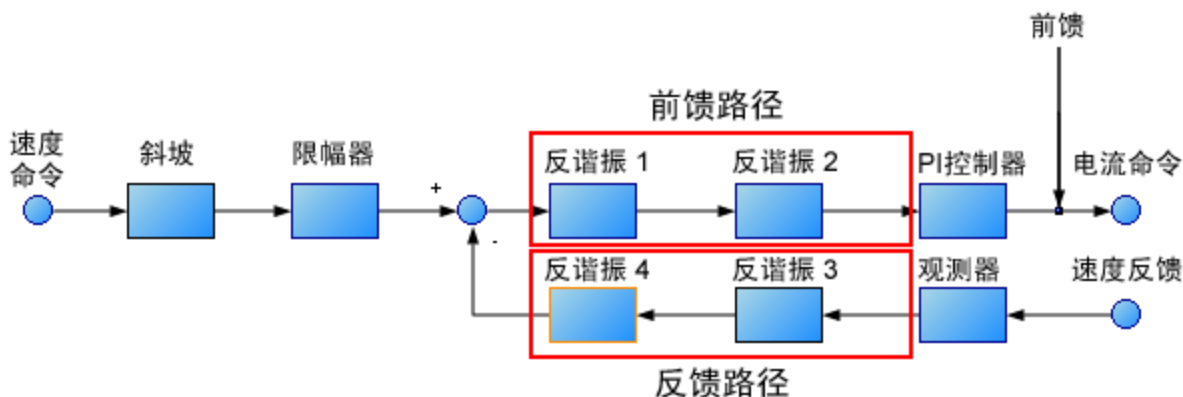 前馈
前馈路径
速度
命令
斜坡
限幅器
反谐振 1
反谐振 2
PI控制器
电流命令
+
-
反谐振 4
反谐振 3
观测器
速度反馈
反馈路径